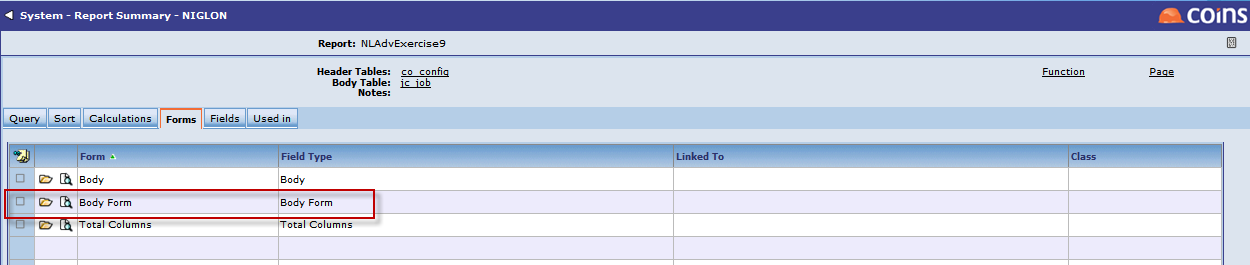 System - Report Summary - NIGLON
coins
Report: NLAdvExercise9
Header Tables: co_config Function Page
Body Table: jc_job
Notes:
Query Sort Calculations Forms Fields Used in
Form Field Type Linked To Class
Body Body
Body Form Body Form
Total Columns Total Columns